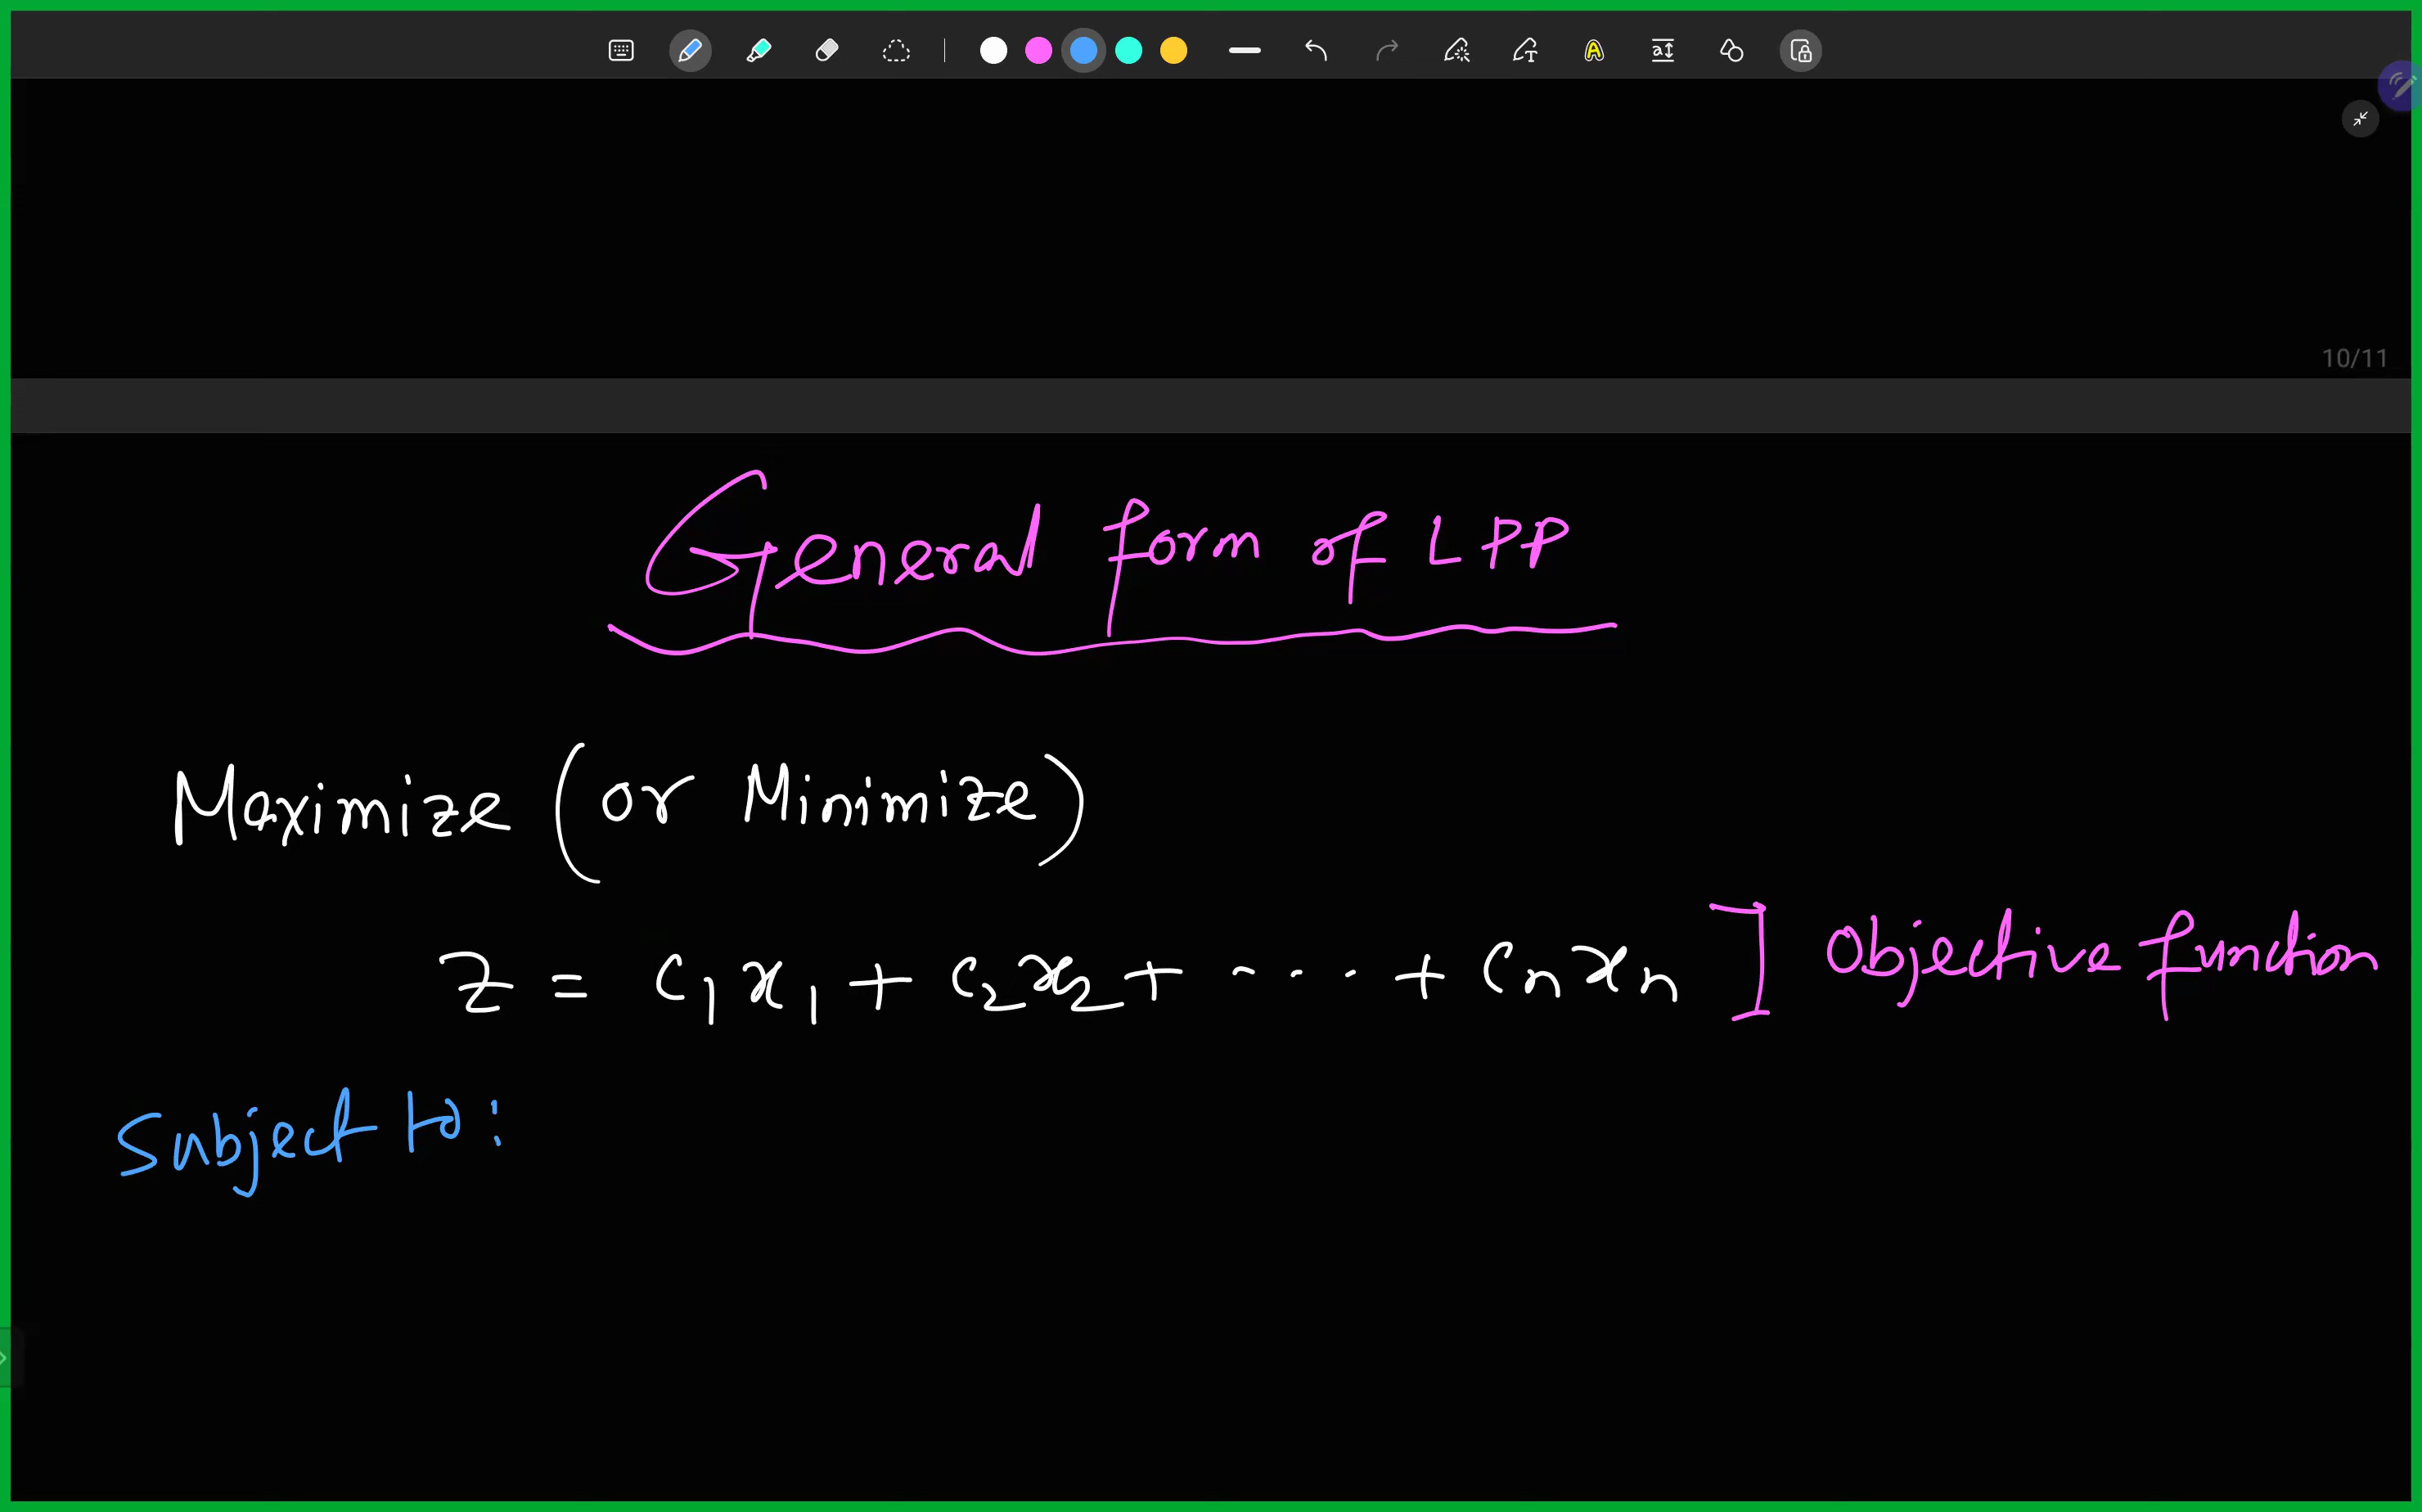 10/11
General form of LPP
Maximize (or Minimize)
Z = c₁x₁ + c₂x₂ + ---- + cₙxₙ ] Objective function
Subject to: